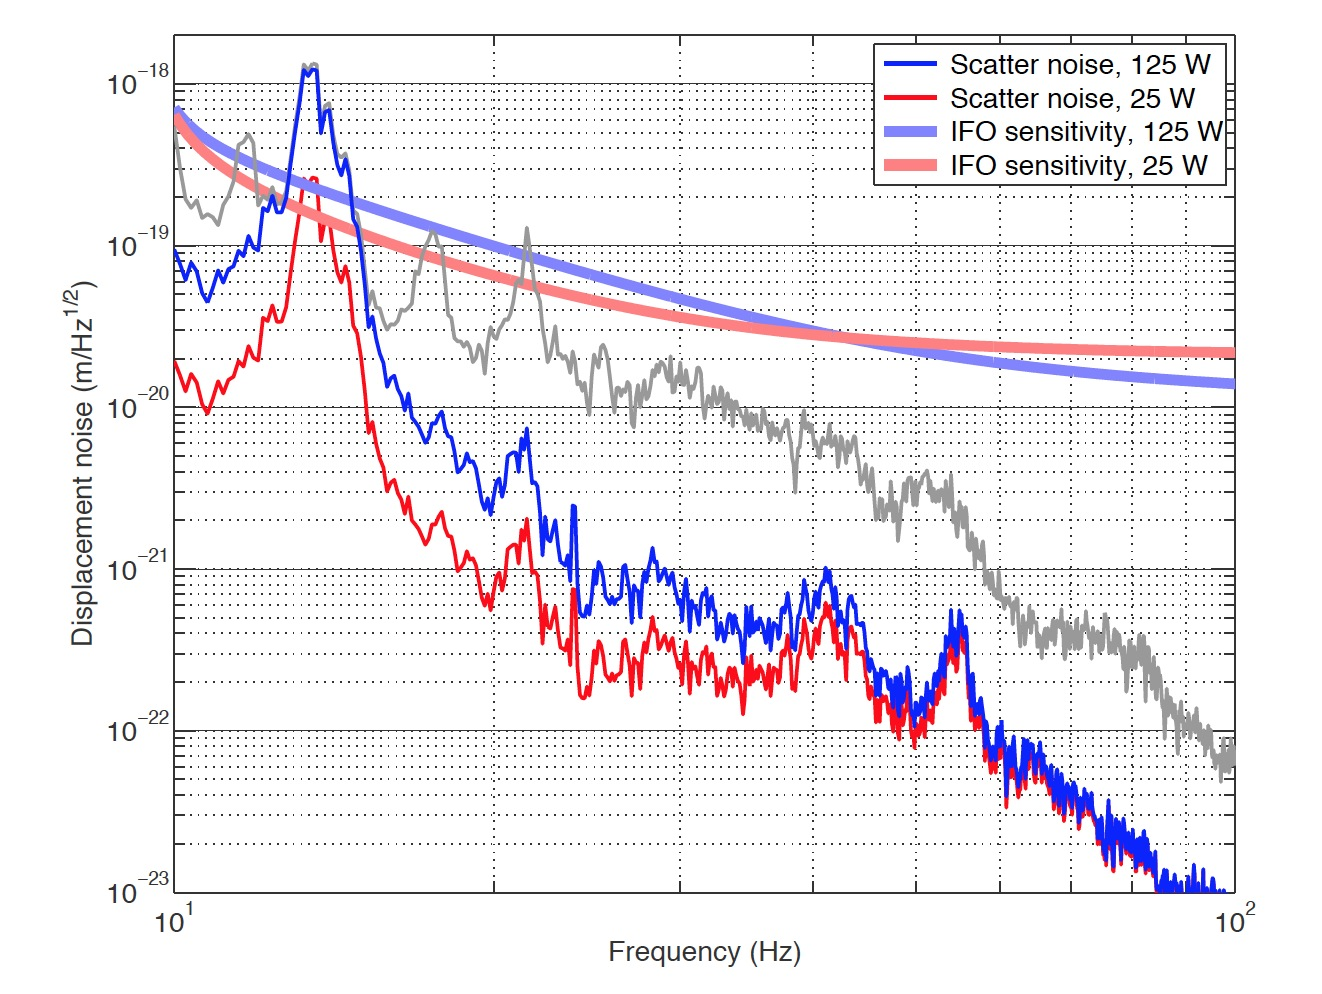 Scatter noise, 125 W
Scatter noise, 25 W
IFO sensitivity, 125 W
IFO sensitivity, 25 W
Displacement noise (m/Hz^1/2)
10^−18
10^−19
10^−20
10^−21
10^−22
10^−23
10^1
10^2
Frequency (Hz)